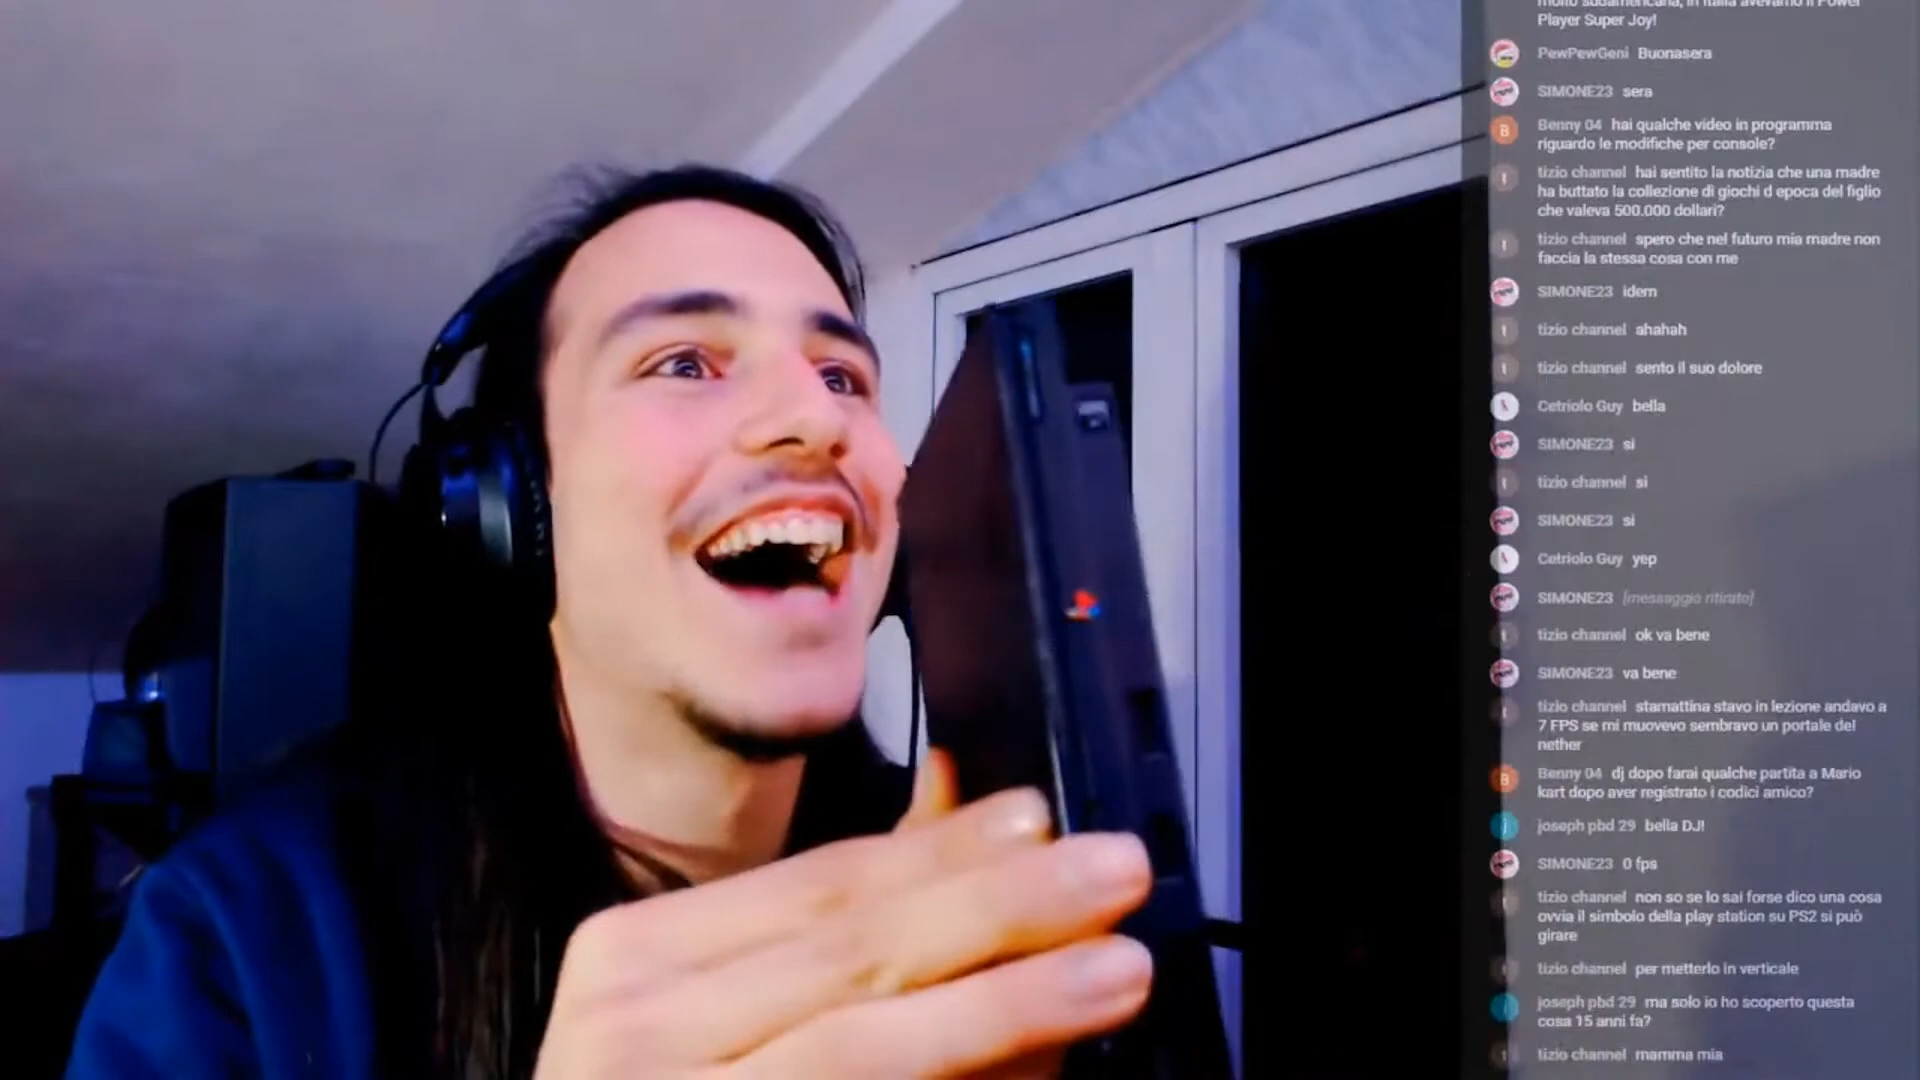 molto sudamericana, in Italia avevamo il Power
Player Super Joy!
PewPewGeni Buonasera
SIMONE23 sera
B
Benny 04 hai qualche video in programma
riguardo le modifiche per console?
t
tizio channel hai sentito la notizia che una madre
ha buttato la collezione di giochi d epoca del figlio
che valeva 500.000 dollari?
t
tizio channel spero che nel futuro mia madre non
faccia la stessa cosa con me
SIMONE23 idem
t
tizio channel ahahah
t
tizio channel sento il suo dolore
Cetriolo Guy bella
SIMONE23 si
t
tizio channel si
SIMONE23 si
Cetriolo Guy yep
SIMONE23 [messaggio ritirato]
t
tizio channel ok va bene
SIMONE23 va bene
t
tizio channel stamattina stavo in lezione andavo a
7 FPS se mi muovevo sembravo un portale del
nether
B
Benny 04 dj dopo farai qualche partita a Mario
kart dopo aver registrato i codici amico?
j
joseph pbd 29 bella DJ!
SIMONE23 0 fps
t
tizio channel non so se lo sai forse dico una cosa
ovvia il simbolo della play station su PS2 si può
girare
t
tizio channel per metterlo in verticale
j
joseph pbd 29 ma solo io ho scoperto questa
cosa 15 anni fa?
t
tizio channel mamma mia